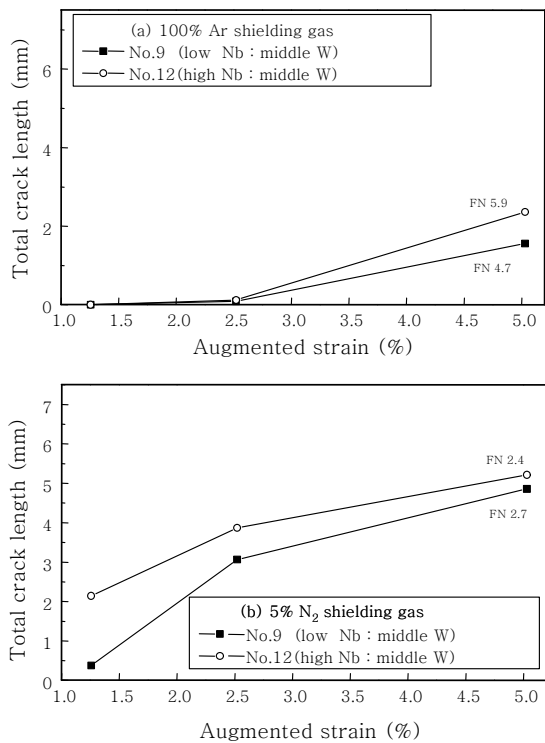 (a) 100% Ar shielding gas
No.9 (low Nb : middle W)
No.12(high Nb : middle W)
Total crack length (mm)
6
4
2
0
FN 5.9
FN 4.7
1.0 1.5 2.0 2.5 3.0 3.5 4.0 4.5 5.0
Augmented strain (%)
Total crack length (mm)
7
6
5
4
3
2
1
0
FN 2.4
FN 2.7
(b) 5% N₂ shielding gas
No.9 (low Nb : middle W)
No.12(high Nb : middle W)
1.0 1.5 2.0 2.5 3.0 3.5 4.0 4.5 5.0
Augmented strain (%)